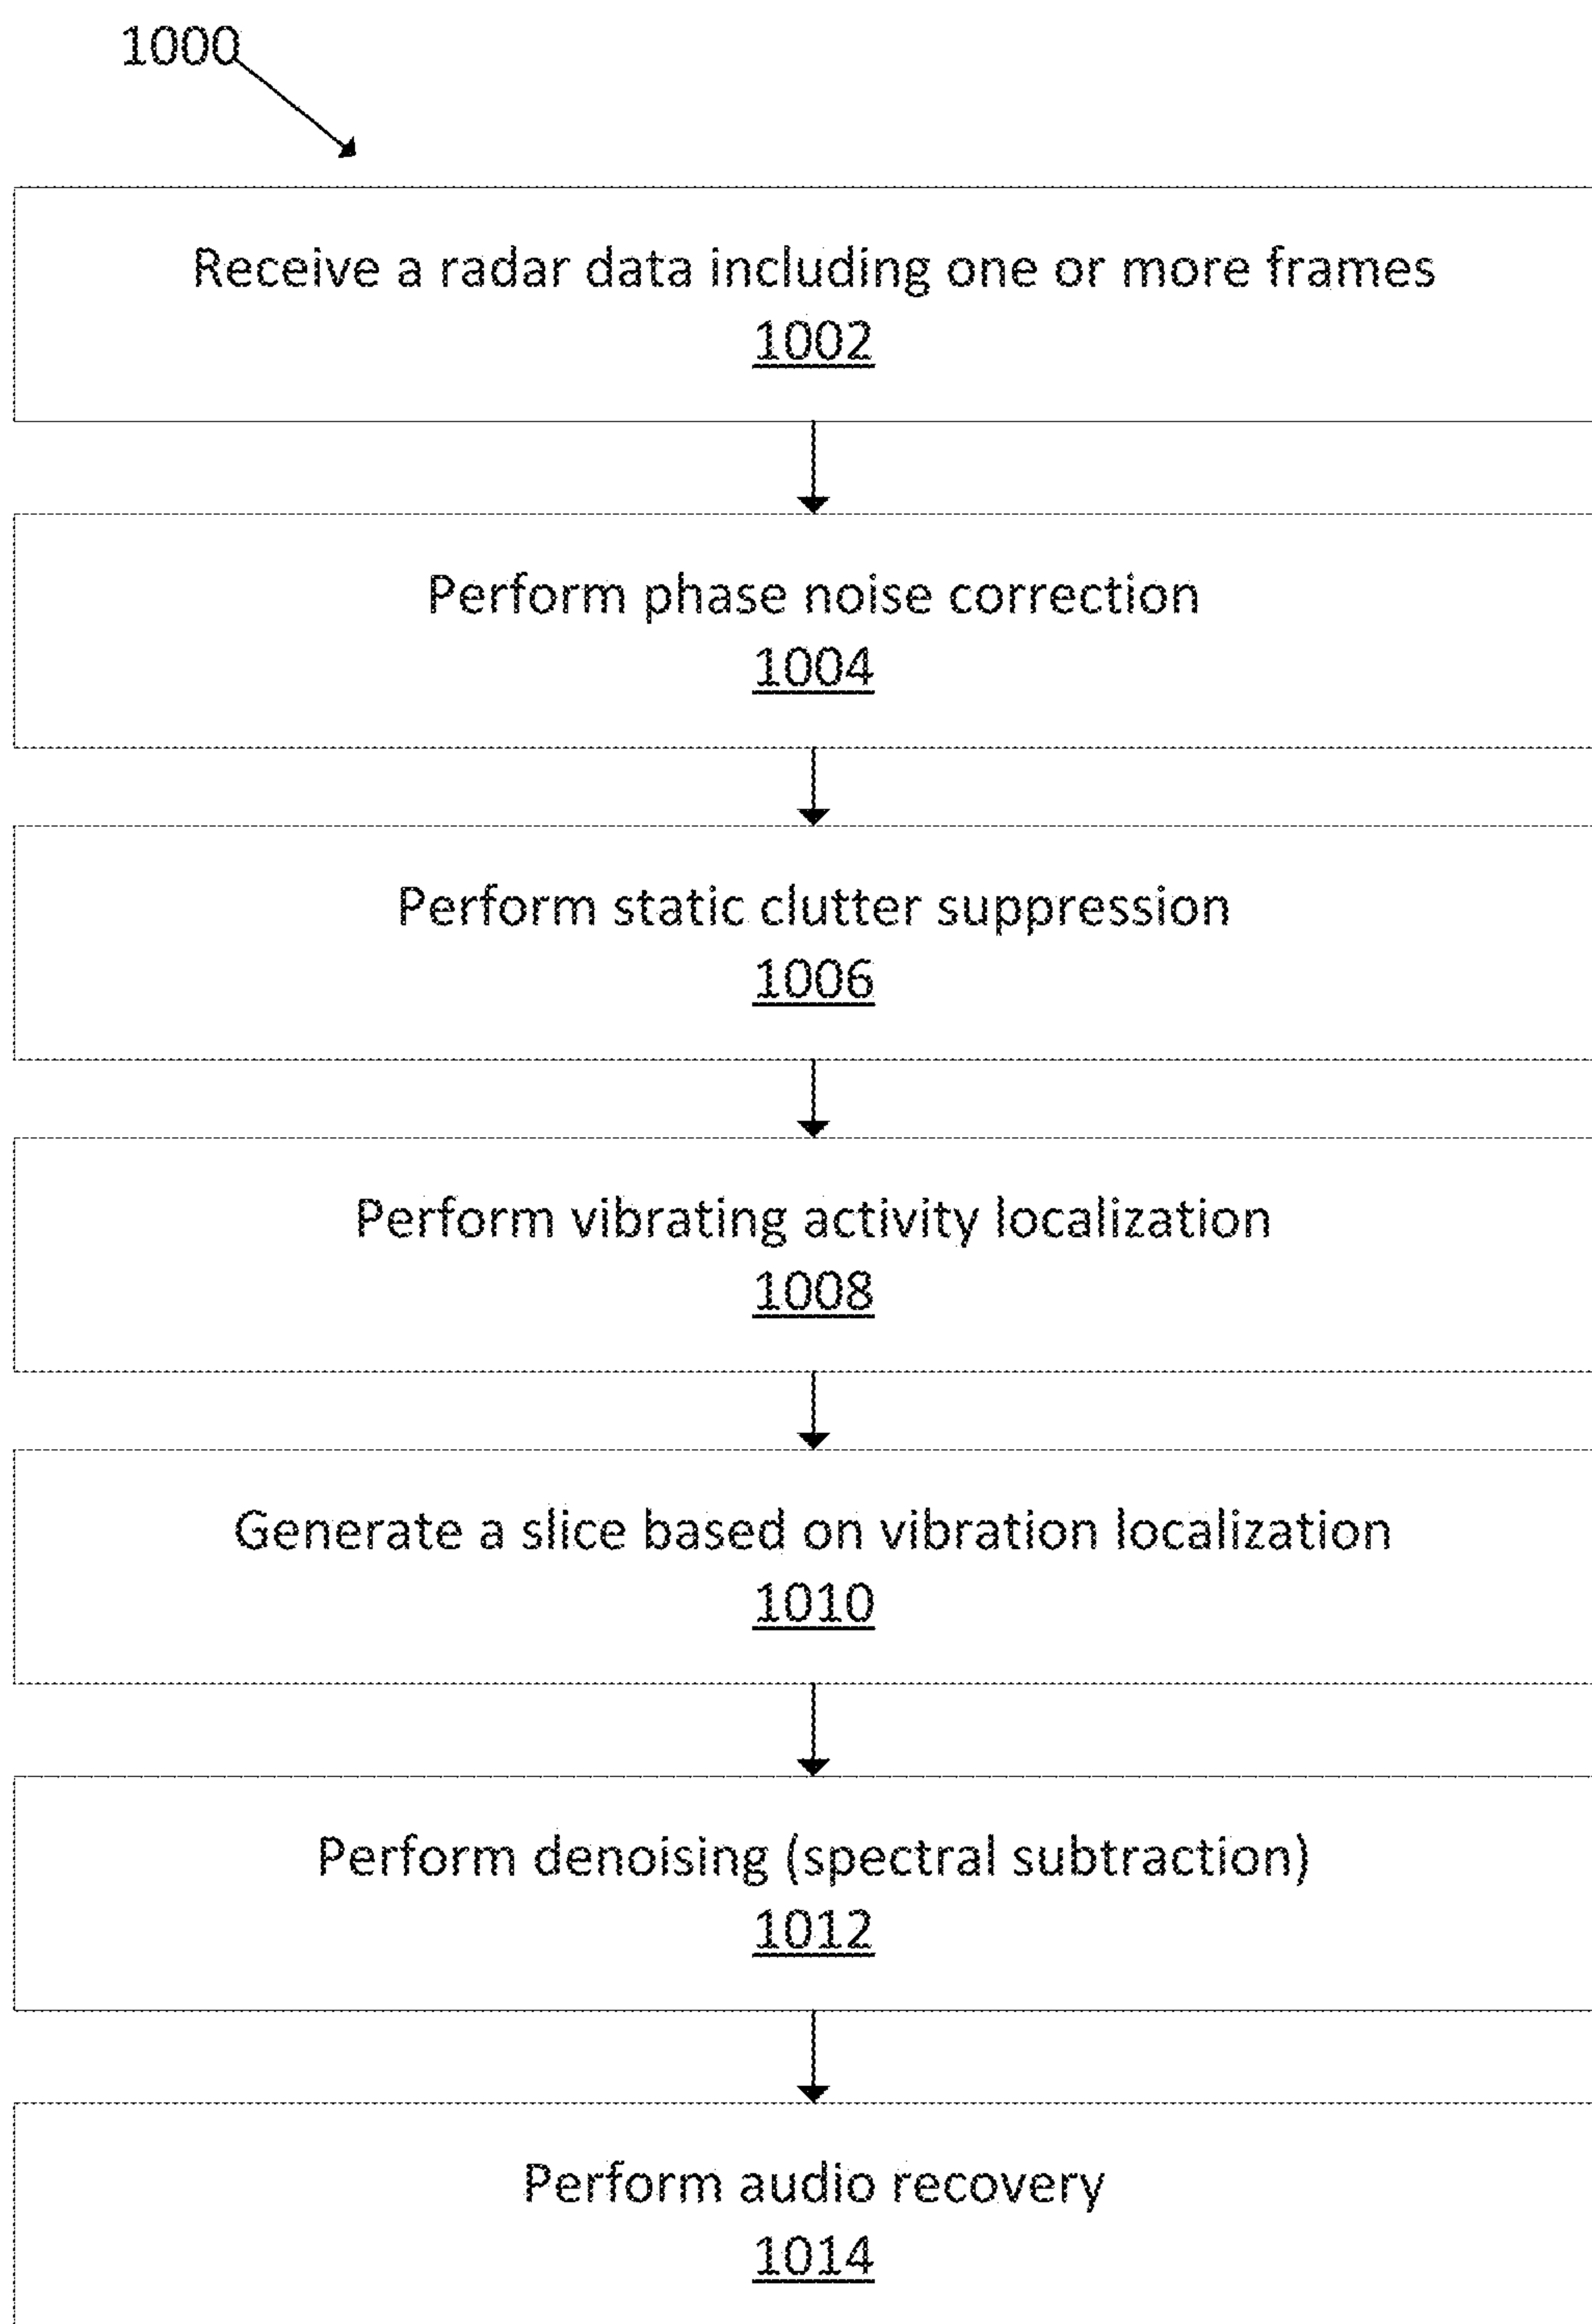 1000
Receive a radar data including one or more frames
1002
Perform phase noise correction
1004
Perform static clutter suppression
1006
Perform vibrating activity localization
1008
Generate a slice based on vibration localization
1010
Perform denoising (spectral subtraction)
1012
Perform audio recovery
1014